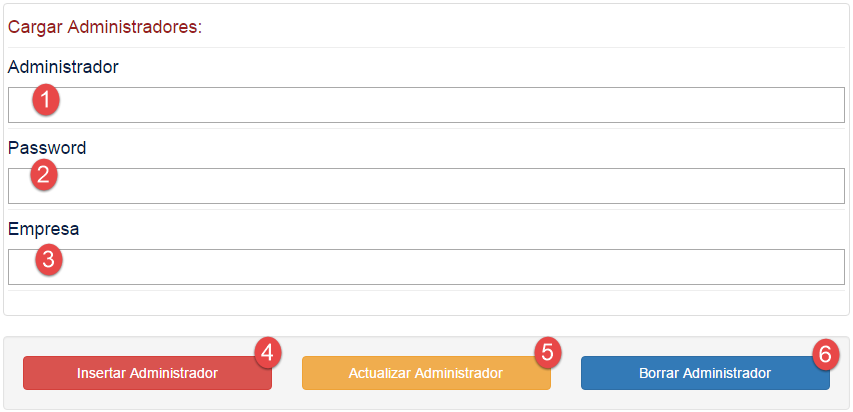 Cargar Administradores:
Administrador
1
Password
2
Empresa
3
Insertar Administrador 4
Actualizar Administrador 5
Borrar Administrador 6